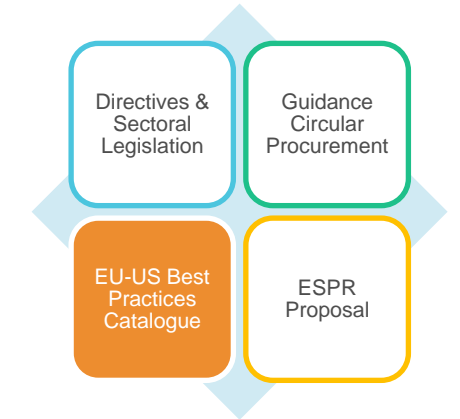 Directives &
Sectoral
Legislation
Guidance
Circular
Procurement
EU-US Best
Practices
Catalogue
ESPR
Proposal